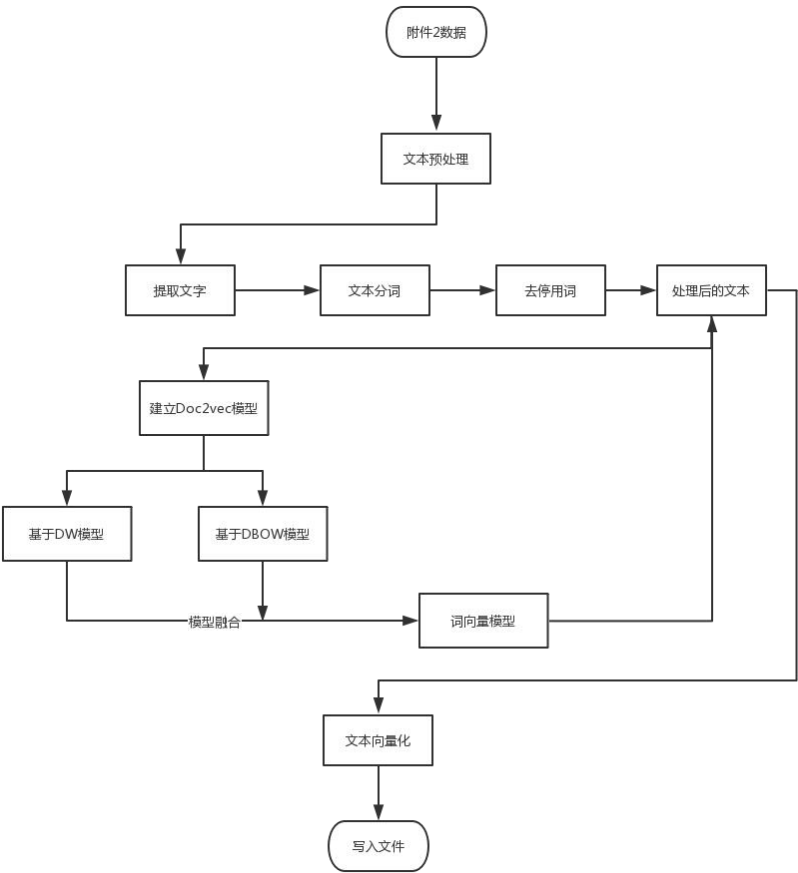 附件2数据
文本预处理
提取文字
文本分词
去停用词
处理后的文本
建立Doc2vec模型
基于DW模型
基于DBOW模型
模型融合
词向量模型
文本向量化
写入文件